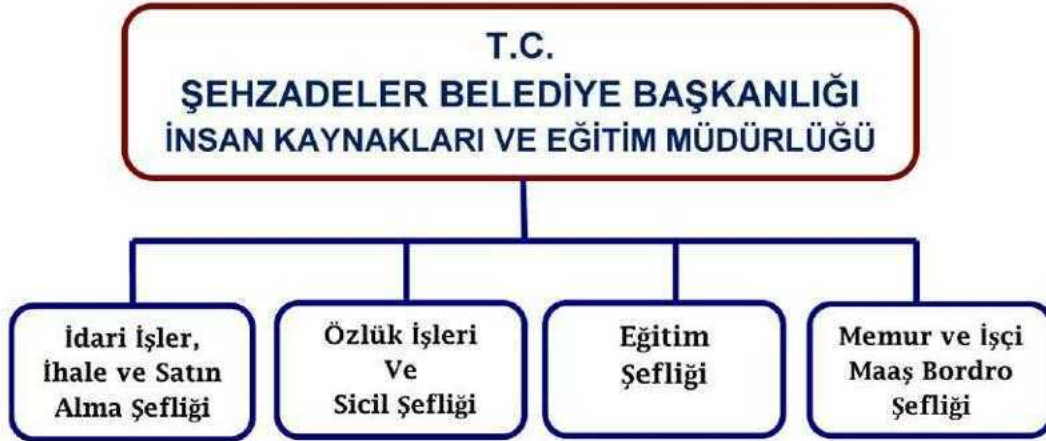 T.C.
ŞEHZADELER BELEDİYE BAŞKANLIĞI
İNSAN KAYNAKLARI VE EĞİTİM MÜDÜRLÜĞÜ
İdari İşler,
İhale ve Satın
Alma Şefliği
Özlük İşleri
Ve
Sicil Şefliği
Eğitim
Şefliği
Memur ve İşçi
Maaş Bordro
Şefliği